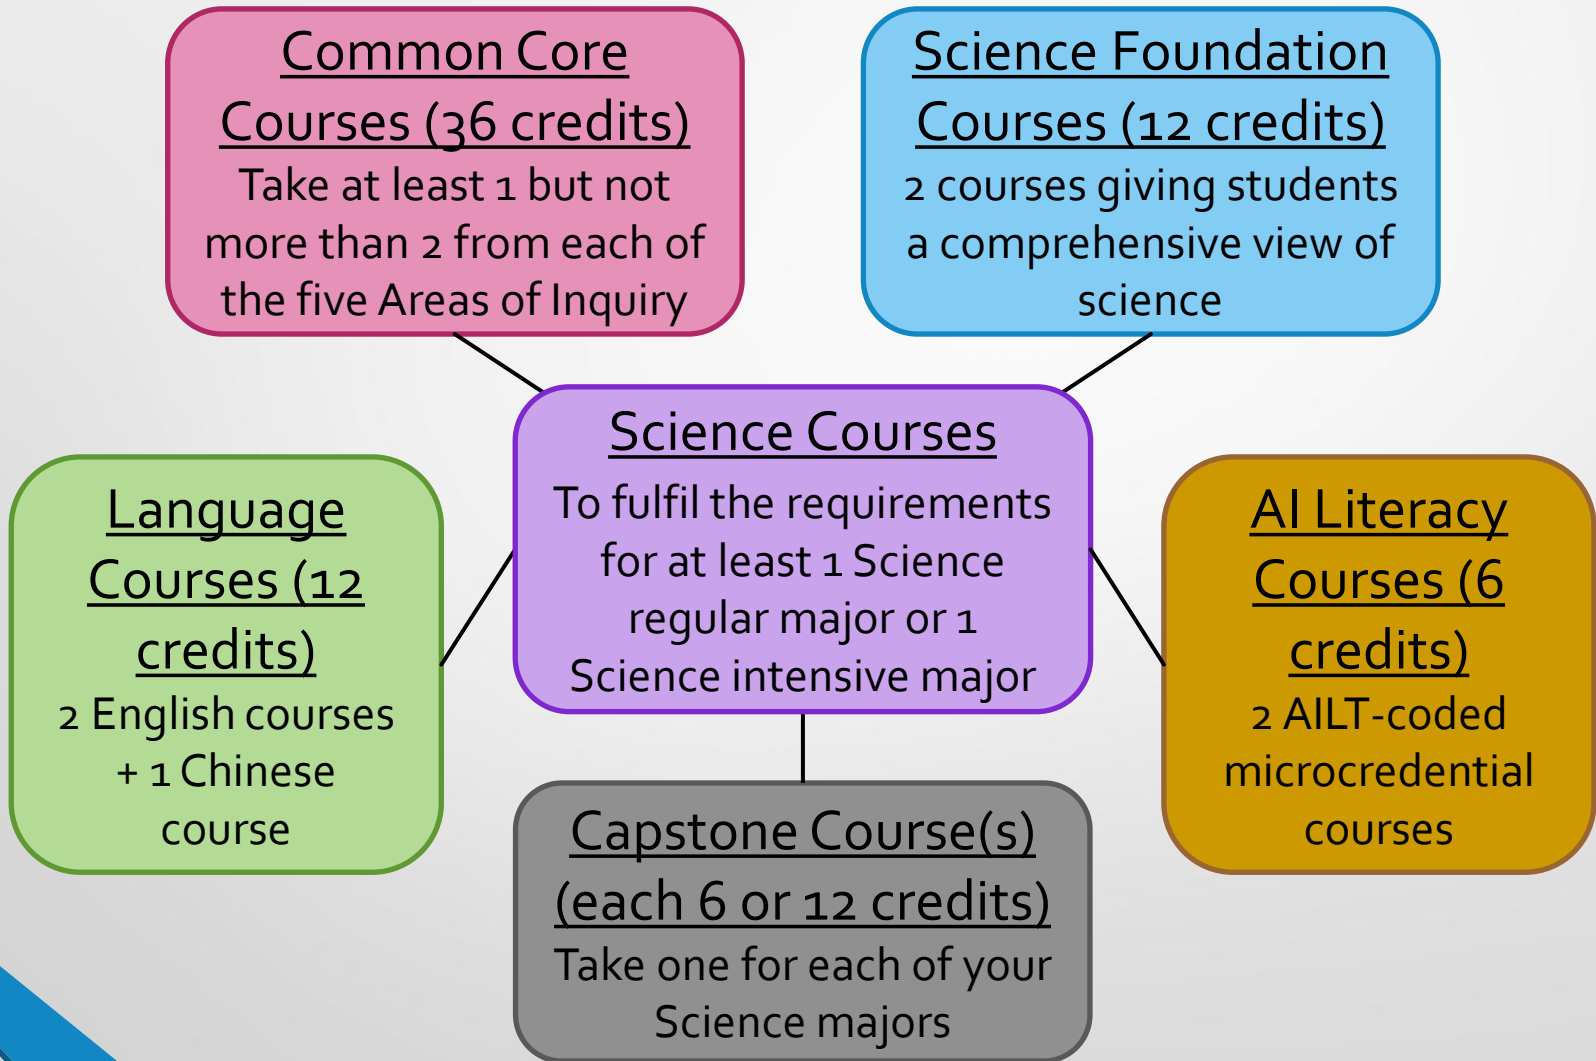 Common Core
Courses (36 credits)
Take at least 1 but not
more than 2 from each of
the five Areas of Inquiry
Science Foundation
Courses (12 credits)
2 courses giving students
a comprehensive view of
science
Science Courses
To fulfil the requirements
for at least 1 Science
regular major or 1
Science intensive major
Language
Courses (12
credits)
2 English courses
+ 1 Chinese
course
AI Literacy
Courses (6
credits)
2 AILT-coded
microcredential
courses
Capstone Course(s)
(each 6 or 12 credits)
Take one for each of your
Science majors